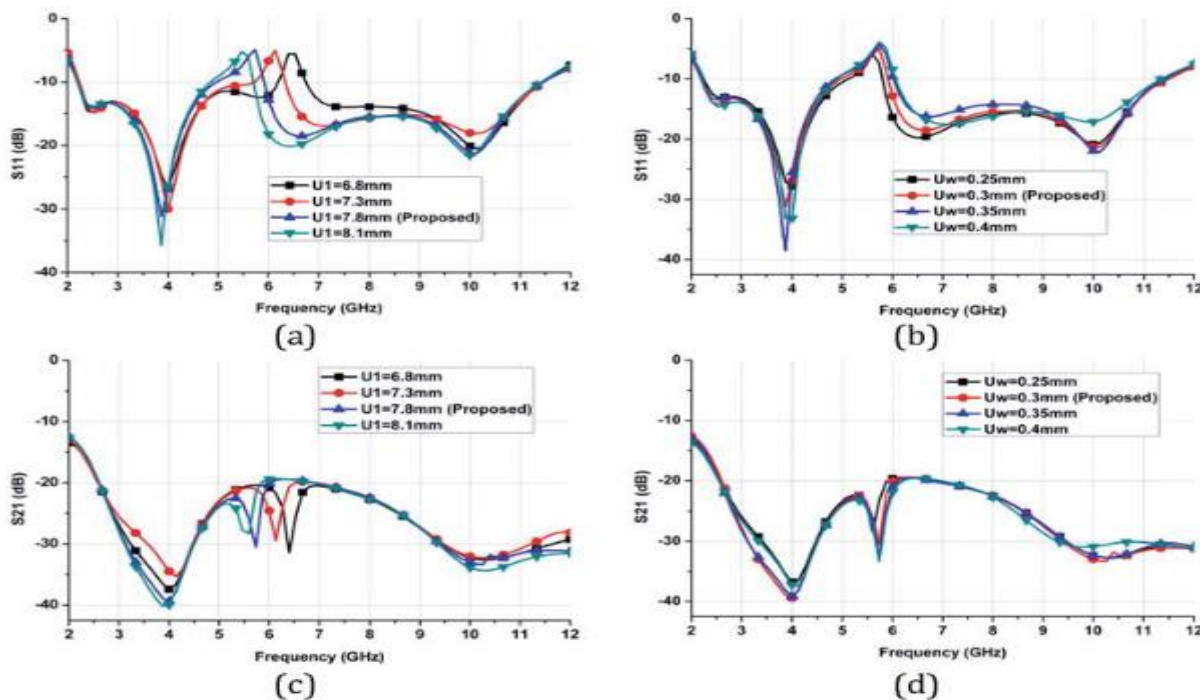 0
-10
-20
-30
-40
S11 (dB)
U1=6.8mm
U1=7.3mm
U1=7.8mm (Proposed)
U1=8.1mm
2 3 4 5 6 7 8 9 10 11 12
Frequency (GHz)
(a)
0
-10
-20
-30
-40
S11 (dB)
Uw=0.25mm
Uw=0.3mm (Proposed)
Uw=0.35mm
Uw=0.4mm
2 3 4 5 6 7 8 9 10 11 12
Frequency (GHz)
(b)
0
-10
-20
-30
-40
S21 (dB)
U1=6.8mm
U1=7.3mm
U1=7.8mm (Proposed)
U1=8.1mm
2 3 4 5 6 7 8 9 10 11 12
Frequency (GHz)
(c)
0
-10
-20
-30
-40
S21 (dB)
Uw=0.25mm
Uw=0.3mm (Proposed)
Uw=0.35mm
Uw=0.4mm
2 3 4 5 6 7 8 9 10 11 12
Frequency (GHz)
(d)